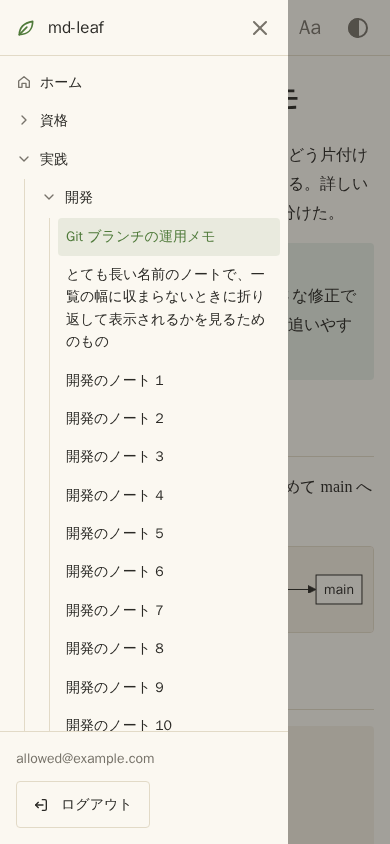 md-leaf
Aa
ホーム
資格
実践
開発
Git ブランチの運用メモ
とても長い名前のノートで、一
覧の幅に収まらないときに折り
返して表示されるかを見るため
のもの
開発のノート 1
開発のノート 2
開発のノート 3
開発のノート 4
開発のノート 5
開発のノート 6
開発のノート 7
開発のノート 8
開発のノート 9
開発のノート 10
allowed@example.com
ログアウト
どう片付け
る。詳しい
分けた。
な修正で
追いやす
めて main へ
main